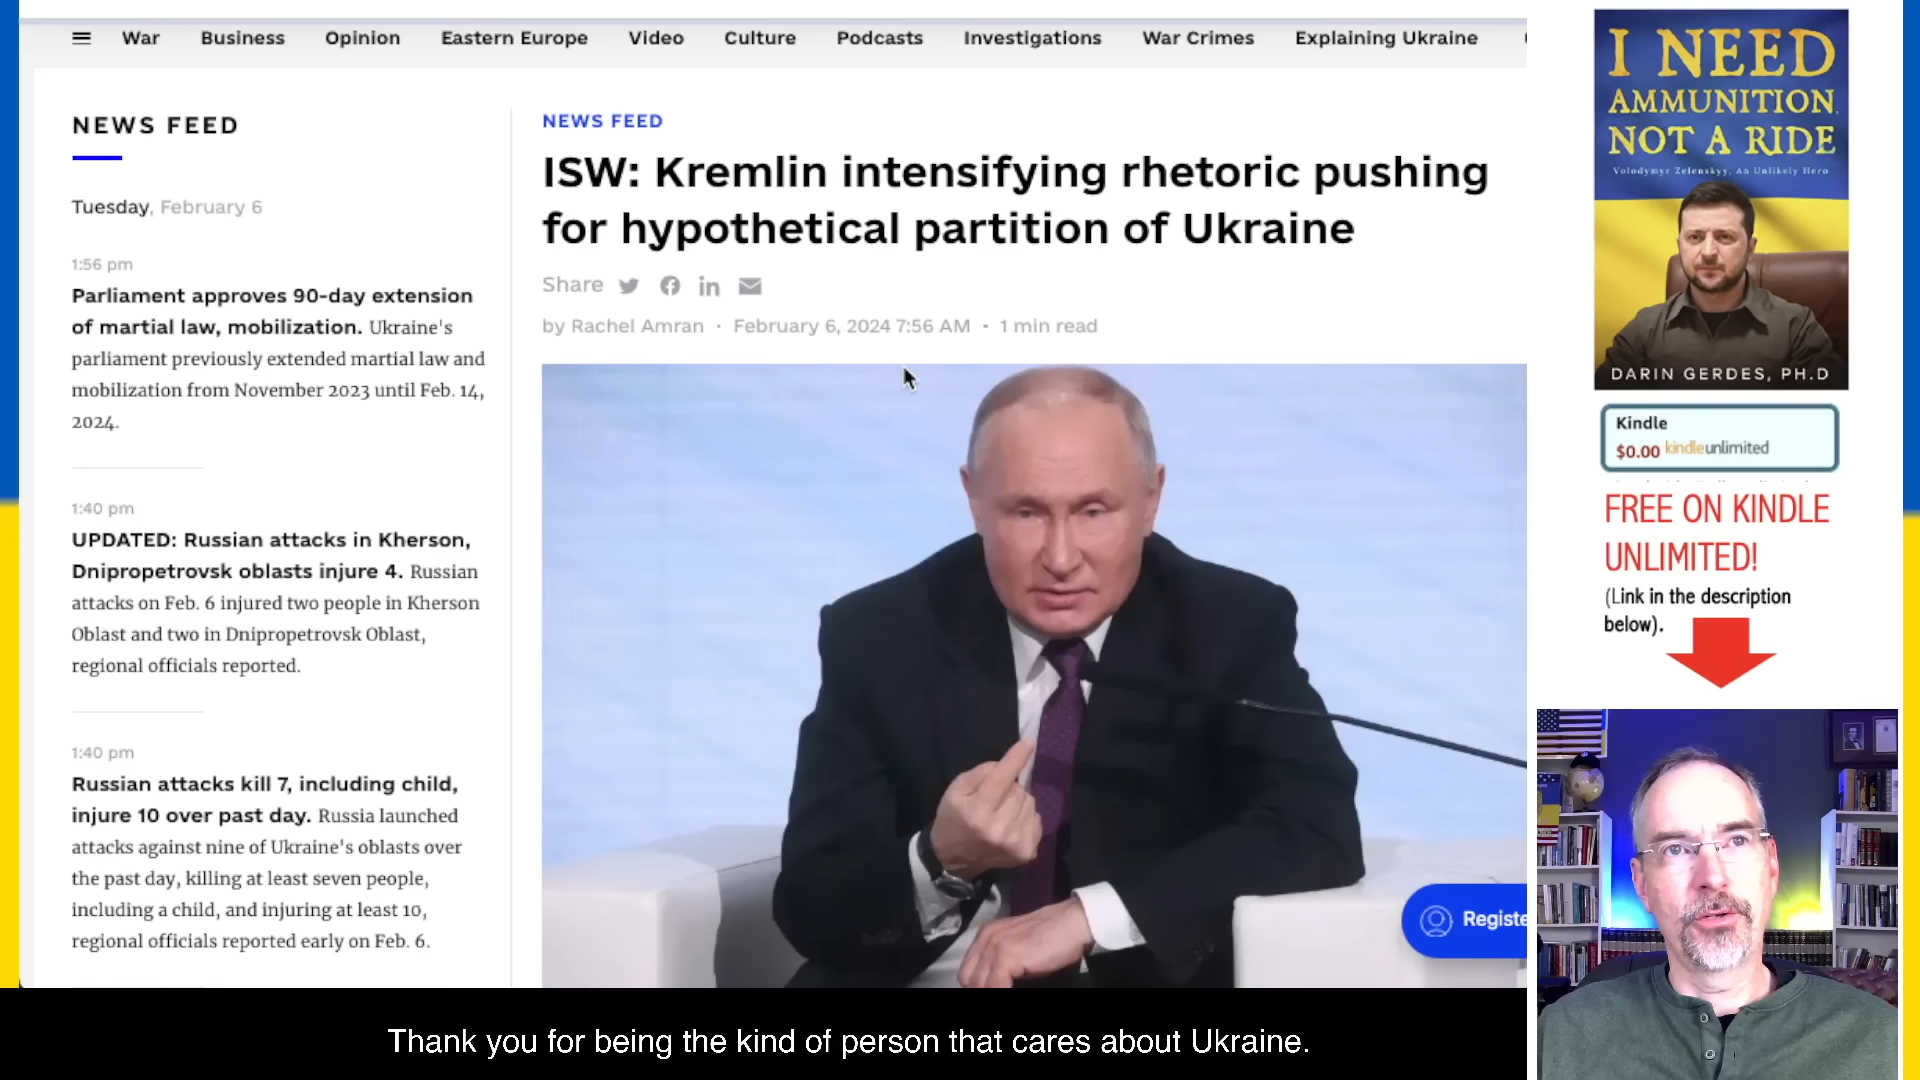 War Business Opinion Eastern Europe Video Culture Podcasts Investigations War Crimes Explaining Ukraine
NEWS FEED
Tuesday, February 6
1:56 pm
Parliament approves 90-day extension
of martial law, mobilization. Ukraine's
parliament previously extended martial law and
mobilization from November 2023 until Feb. 14,
2024.
1:40 pm
UPDATED: Russian attacks in Kherson,
Dnipropetrovsk oblasts injure 4. Russian
attacks on Feb. 6 injured two people in Kherson
Oblast and two in Dnipropetrovsk Oblast,
regional officials reported.
1:40 pm
Russian attacks kill 7, including child,
injure 10 over past day. Russia launched
attacks against nine of Ukraine's oblasts over
the past day, killing at least seven people,
including a child, and injuring at least 10,
regional officials reported early on Feb. 6.
NEWS FEED
ISW: Kremlin intensifying rhetoric pushing
for hypothetical partition of Ukraine
Share
by Rachel Amran · February 6, 2024 7:56 AM · 1 min read
Registe
I NEED
AMMUNITION,
NOT A RIDE
Volodymyr Zelenskyy, An Unlikely Hero
DARIN GERDES, PH.D
Kindle
$0.00 kindleunlimited
FREE ON KINDLE
UNLIMITED!
(Link in the description
below).
Thank you for being the kind of person that cares about Ukraine.